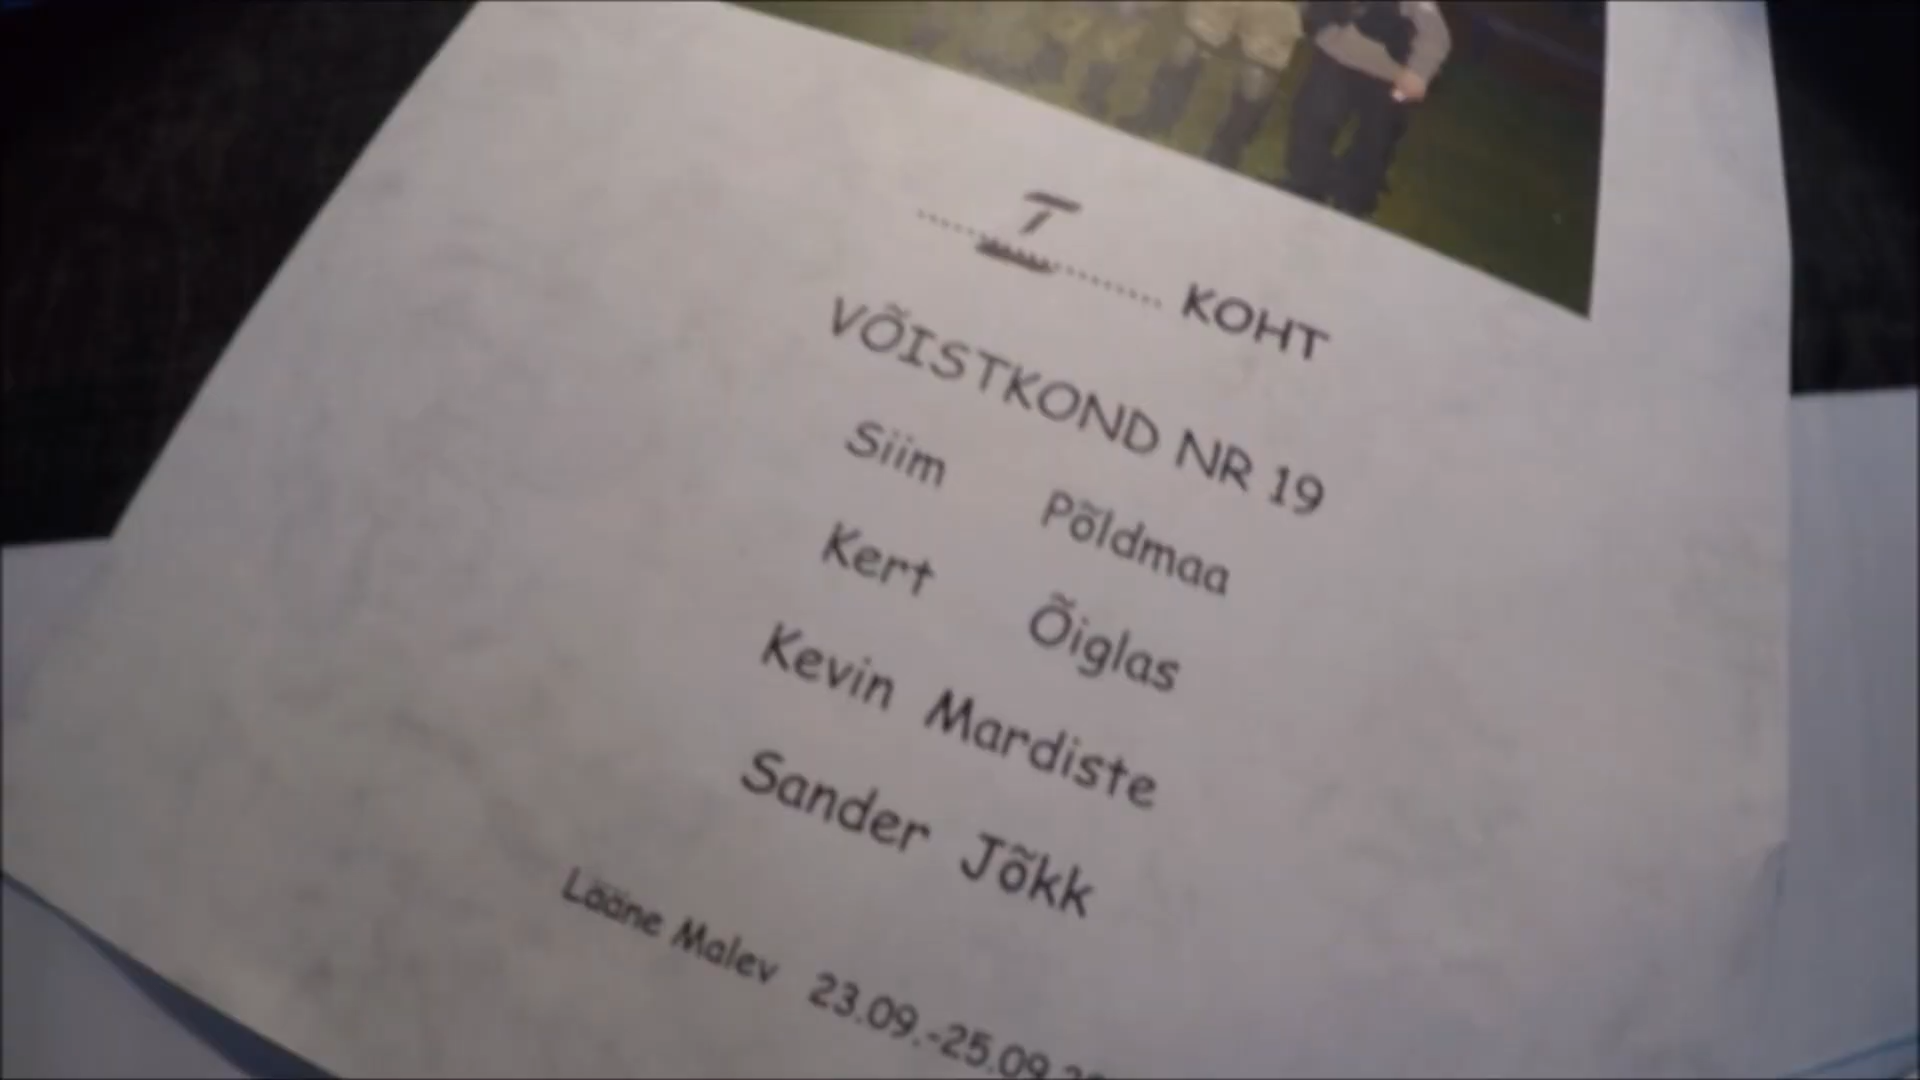 I KOHT
VÕISTKOND NR 19
Siim Põldmaa
Kert Õiglas
Kevin Mardiste
Sander Jõkk
Lääne Malev 23.09.-25.09.